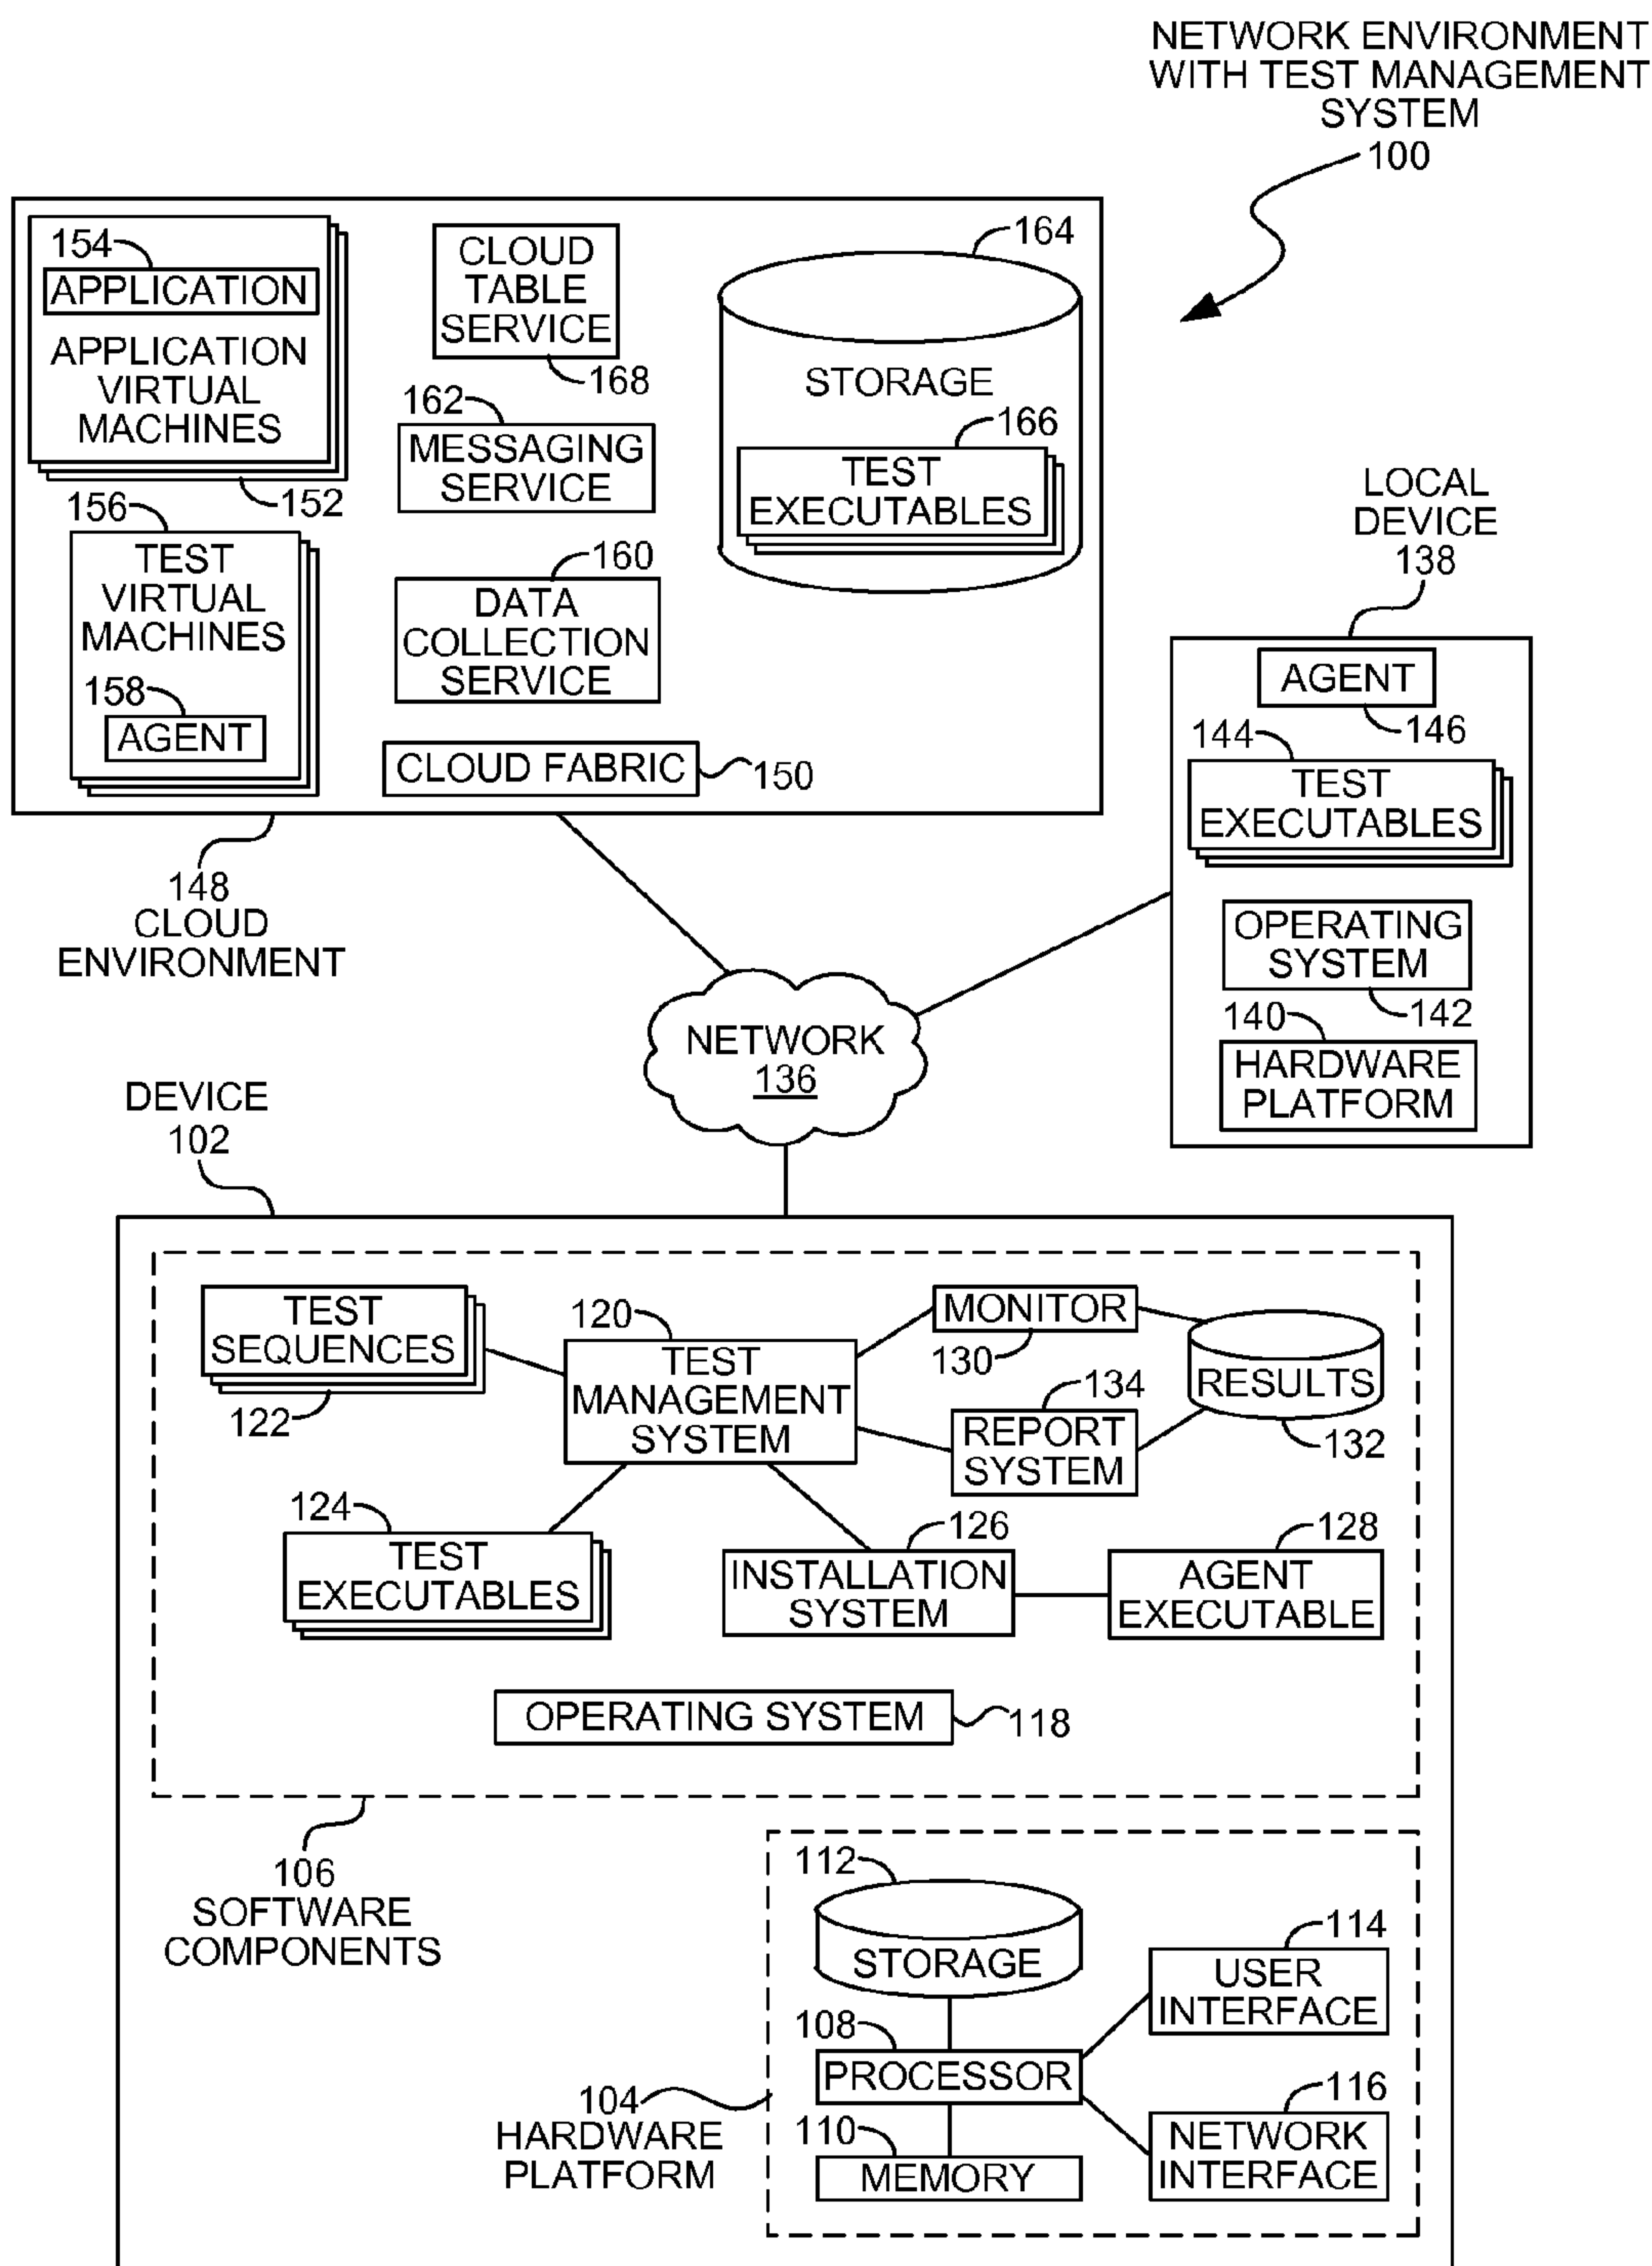 NETWORK ENVIRONMENT
WITH TEST MANAGEMENT
SYSTEM
100
154
APPLICATION
APPLICATION
VIRTUAL
MACHINES
152
CLOUD
TABLE
SERVICE
168
162
MESSAGING
SERVICE
164
STORAGE
166
TEST
EXECUTABLES
156
TEST
VIRTUAL
MACHINES
158
AGENT
160
DATA
COLLECTION
SERVICE
CLOUD FABRIC
150
148
CLOUD
ENVIRONMENT
LOCAL
DEVICE
138
AGENT
146
144
TEST
EXECUTABLES
OPERATING
SYSTEM
142
140
HARDWARE
PLATFORM
NETWORK
136
DEVICE
102
TEST
SEQUENCES
122
120
TEST
MANAGEMENT
SYSTEM
MONITOR
130
134
REPORT
SYSTEM
RESULTS
132
124
TEST
EXECUTABLES
126
INSTALLATION
SYSTEM
128
AGENT
EXECUTABLE
OPERATING SYSTEM
118
106
SOFTWARE
COMPONENTS
112
STORAGE
114
USER
INTERFACE
108
PROCESSOR
104
HARDWARE
PLATFORM
110
MEMORY
116
NETWORK
INTERFACE